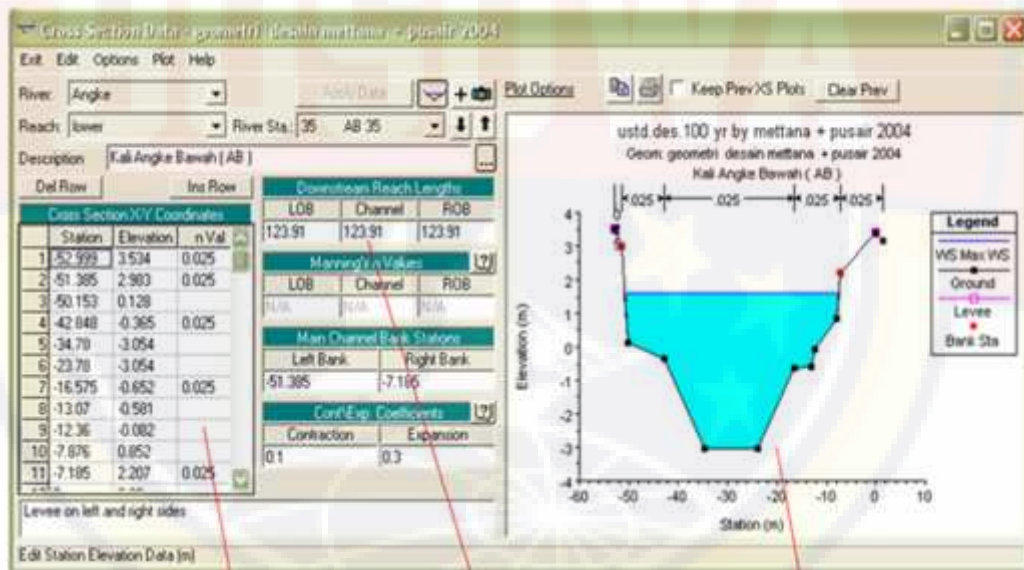 Cross Section Data - geometri desain mettana + pusair 2004
Exit Edit Options Plot Help
River: Angke
Apply Data
Reach: lower
River Sta.: 35 AB 35
Description Kali Angke Bawah ( AB )
...
Del Row Ins Row
Cross Section X-Y Coordinates
Station Elevation n Val
1 -52.999 3.534 0.025
2 -51.385 2.983 0.025
3 -50.153 0.128
4 -42.848 -0.365 0.025
5 -34.78 -3.054
6 -23.78 -3.054
7 -16.575 -0.652 0.025
8 -13.07 -0.581
9 -12.36 -0.082
10 -7.876 0.852
11 -7.185 2.207 0.025
Downstream Reach Lengths
LOB Channel ROB
123.91 123.91 123.91
Manning's n Values [?]
LOB Channel ROB
N/A N/A N/A
Main Channel Bank Stations
Left Bank Right Bank
-51.385 -7.185
Cont\Exp. Coefficients [?]
Contraction Expansion
0.1 0.3
Levee on left and right sides
Edit Station Elevation Data (m)
Plot Options
Keep Prev XS Plots
Clear Prev
ustd.des.100 yr by mettana + pusair 2004
Geom: geometri desain mettana + pusair 2004
Kali Angke Bawah ( AB )
.025 .025 .025 .025
4
3
2
1
0
-1
-2
-3
-4
Elevation (m)
-60 -50 -40 -30 -20 -10 0 10
Station (m)
Legend
WS Max WS
Ground
Levee
Bank Sta